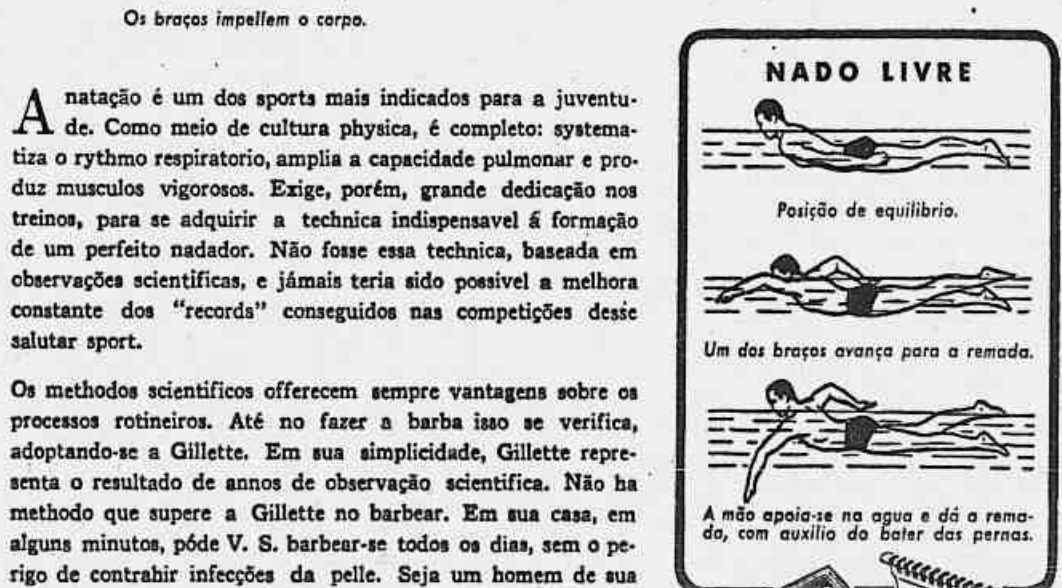 Os braços impellem o corpo.
A natação é um dos sports mais indicados para a juventu-
de. Como meio de cultura physica, é completo: systema-
tiza o rythmo respiratorio, amplia a capacidade pulmonar e pro-
duz musculos vigorosos. Exige, porém, grande dedicação nos
treinos, para se adquirir a technica indispensavel á formação
de um perfeito nadador. Não fosse essa technica, baseada em
observações scientificas, e jámais teria sido possivel a melhora
constante dos "records" conseguidos nas competições desse
salutar sport.
Os methodos scientificos offerecem sempre vantagens sobre os
processos rotineiros. Até no fazer a barba isso se verifica,
adoptando-se a Gillette. Em sua simplicidade, Gillette repre-
senta o resultado de annos de observação scientifica. Não ha
methodo que supere a Gillette no barbear. Em sua casa, em
alguns minutos, póde V. S. barbear-se todos os dias, sem o pe-
rigo de contrahir infecções da pelle. Seja um homem de sua
NADO LIVRE
Posição de equilibrio.
Um dos braços avança para a remada.
A mão apoia-se na agua e dá a rema-
da, com auxilio do bater das pernas.